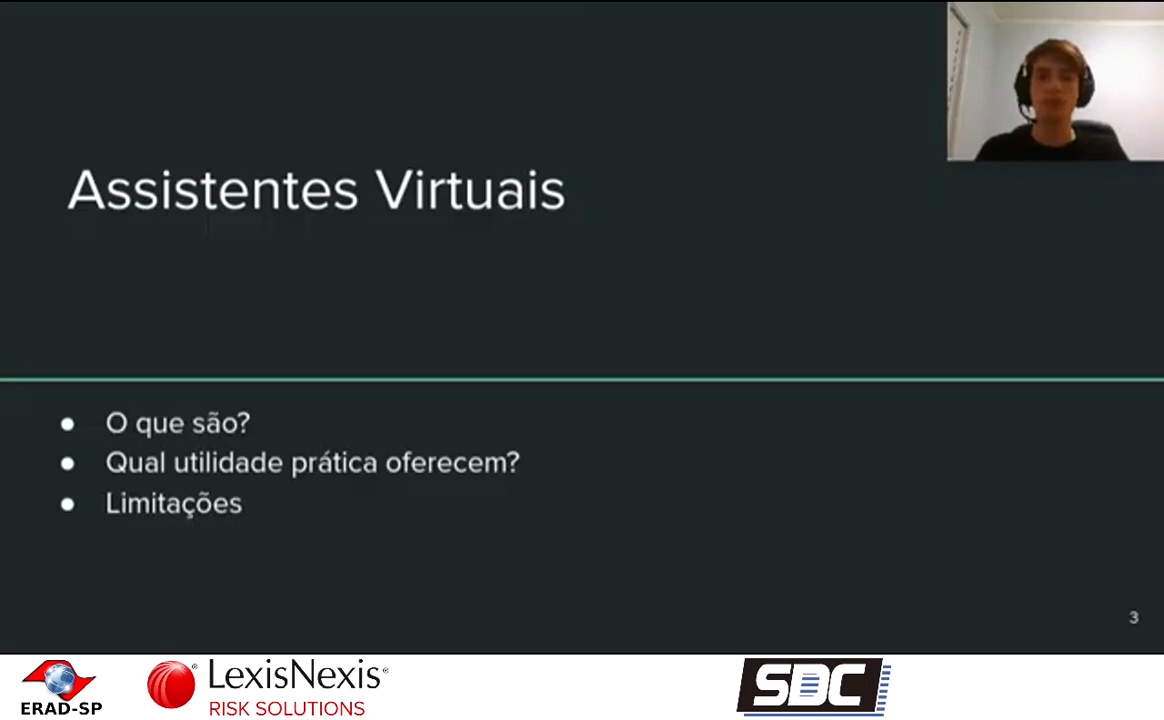 Assistentes Virtuais
● O que são?
● Qual utilidade prática oferecem?
● Limitações
3
ERAD-SP
LexisNexis®
RISK SOLUTIONS
SBC